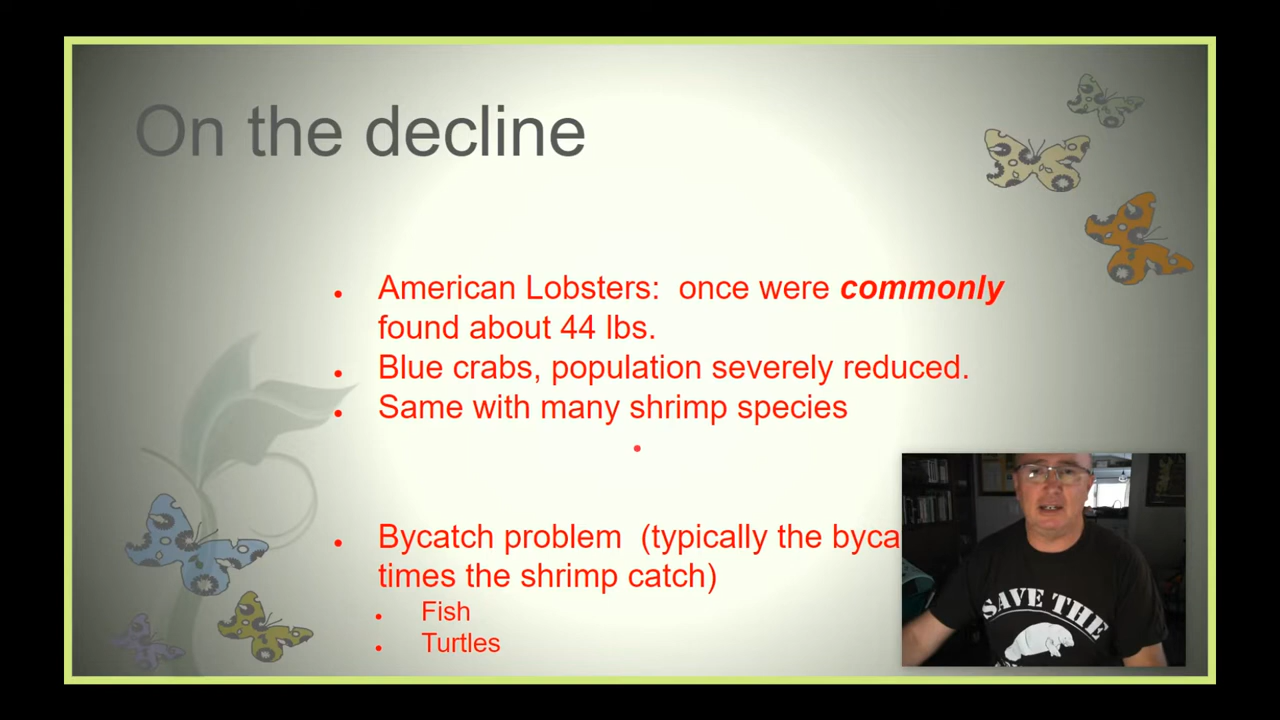 On the decline
American Lobsters: once were commonly
found about 44 lbs.
Blue crabs, population severely reduced.
Same with many shrimp species
Bycatch problem (typically the byca
times the shrimp catch)
Fish
Turtles
SAVE THE